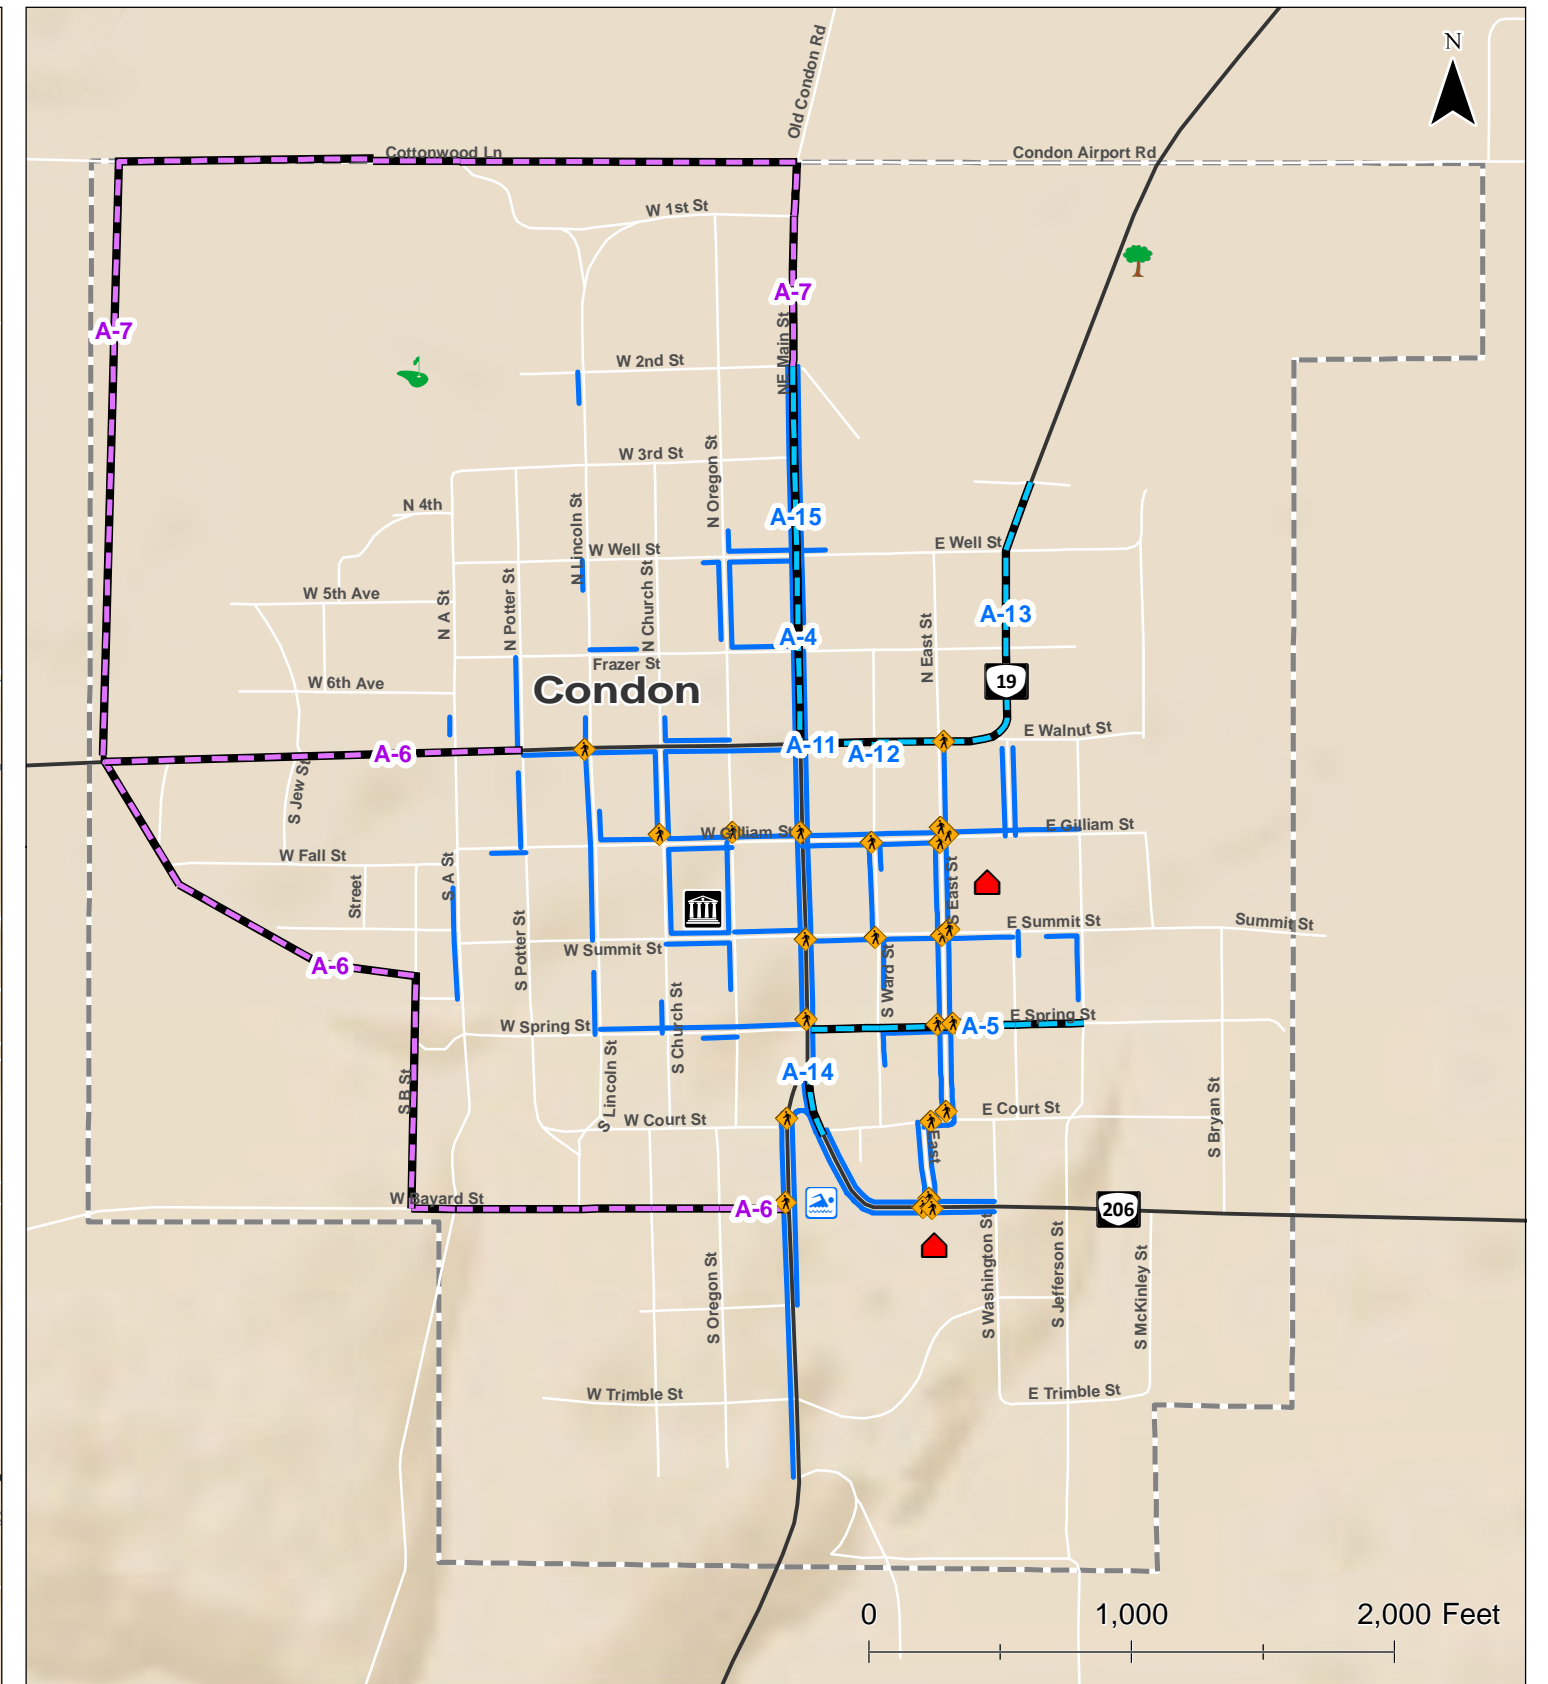 N
Old Condon Rd
Cottonwood Ln
Condon Airport Rd
W 1st St
A-7
A-7
NE Main St
W 2nd St
N Oregon St
W 3rd St
N 4th
N Lincoln St
A-15
W Well St
E Well St
N Church St
N Potter St
N A St
W 5th Ave
A-13
N East St
A-4
Frazer St
W 6th Ave
Condon
19
E Walnut St
A-6
A-11
A-12
S Jew St
W Gilliam St
E Gilliam St
W Fall St
S A St
Street
S East St
E Summit St
Summit St
S Potter St
W Summit St
A-6
S Ward St
S Church St
W Spring St
E Spring St
A-5
A-14
S Lincoln St
S B St
W Court St
E Court St
S Bryan St
East
W Bayard St
A-6
206
S Oregon St
S Washington St
S Jefferson St
S McKinley St
W Trimble St
E Trimble St
0 1,000 2,000 Feet